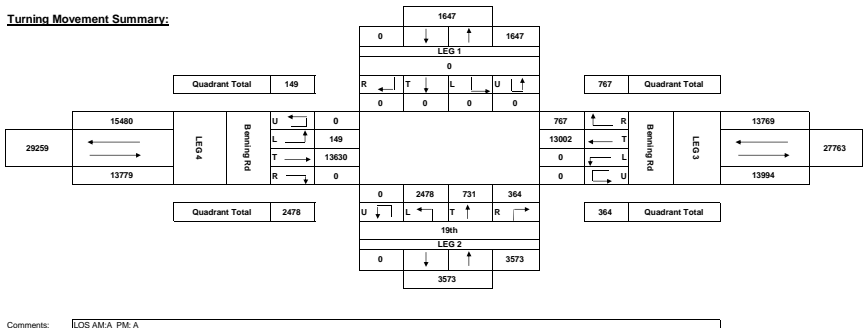 Turning Movement Summary:
1647
0 1647
LEG 1
0
Quadrant Total 149
R T L U
767 Quadrant Total
0 0 0 0
15480
U 0
767 R
13769
29259
LEG 4
Benning Rd
L 149
13002 T
Benning Rd
LEG 3
27763
T 13630
0 L
13779
R 0
0 U
13994
0 2478 731 364
Quadrant Total 2478
U L T R
364 Quadrant Total
19th
LEG 2
0 3573
3573
Comments: LOS AM:A PM: A